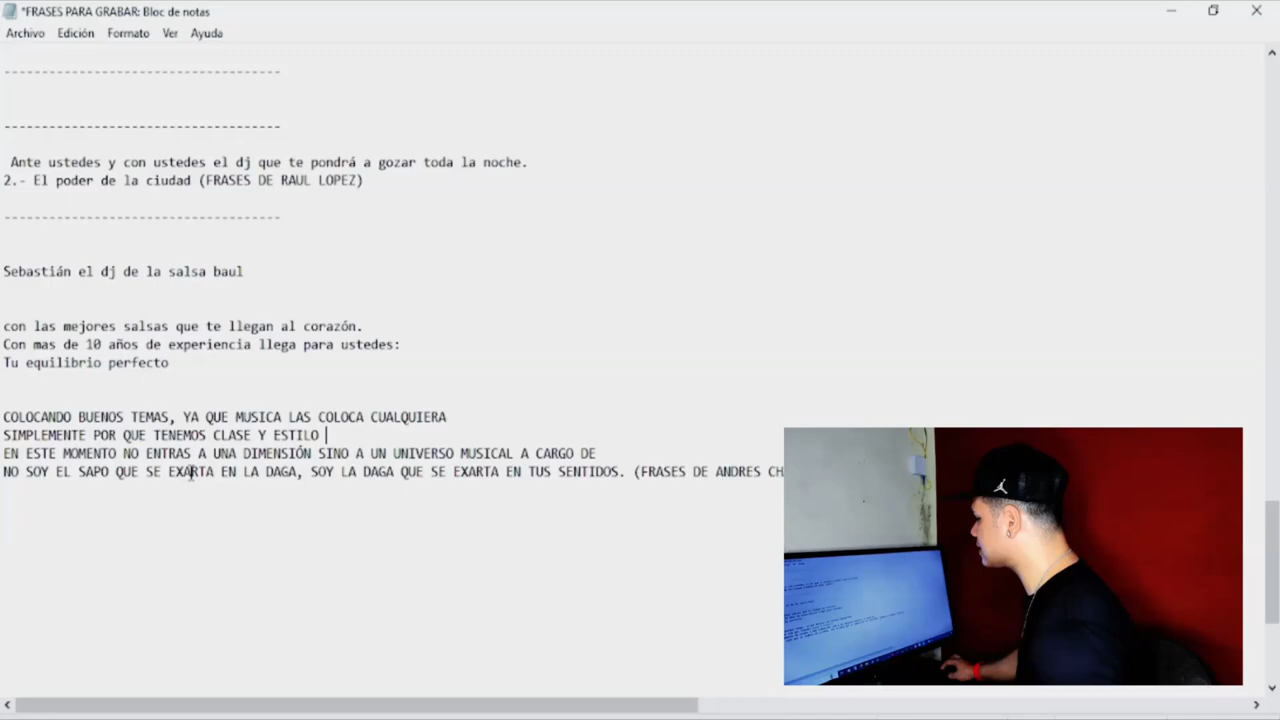 *FRASES PARA GRABAR: Bloc de notas
Archivo Edición Formato Ver Ayuda
-------------------------------------
-------------------------------------
Ante ustedes y con ustedes el dj que te pondrá a gozar toda la noche.
2.- El poder de la ciudad (FRASES DE RAUL LOPEZ)
-------------------------------------
Sebastián el dj de la salsa baul
con las mejores salsas que te llegan al corazón.
Con mas de 10 años de experiencia llega para ustedes:
Tu equilibrio perfecto
COLOCANDO BUENOS TEMAS, YA QUE MUSICA LAS COLOCA CUALQUIERA
SIMPLEMENTE POR QUE TENEMOS CLASE Y ESTILO
EN ESTE MOMENTO NO ENTRAS A UNA DIMENSIÓN SINO A UN UNIVERSO MUSICAL A CARGO DE
NO SOY EL SAPO QUE SE EXARTA EN LA DAGA, SOY LA DAGA QUE SE EXARTA EN TUS SENTIDOS. (FRASES DE ANDRES CH